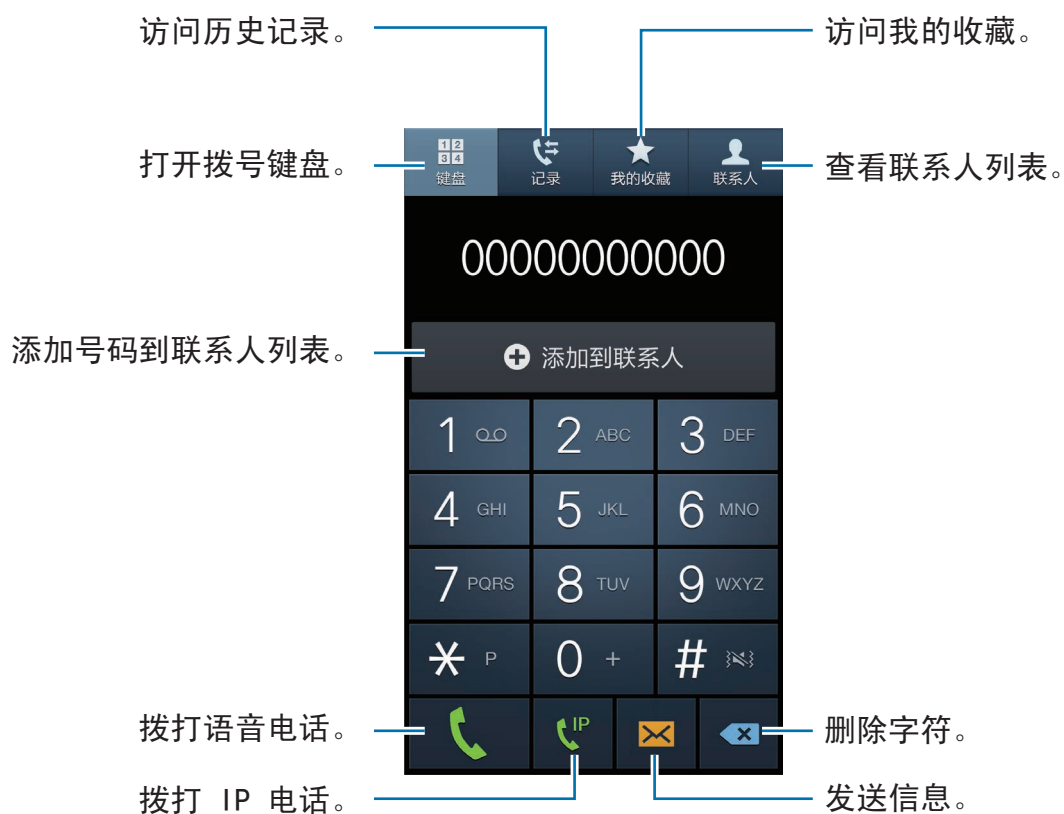 访问历史记录。
访问我的收藏。
打开拨号键盘。
1 2
3 4
键盘
记录
我的收藏
联系人
查看联系人列表。
00000000000
添加号码到联系人列表。
添加到联系人
1
2 ABC
3 DEF
4 GHI
5 JKL
6 MNO
7 PQRS
8 TUV
9 WXYZ
* P
0 +
#
拨打语音电话。
IP
删除字符。
拨打 IP 电话。
发送信息。